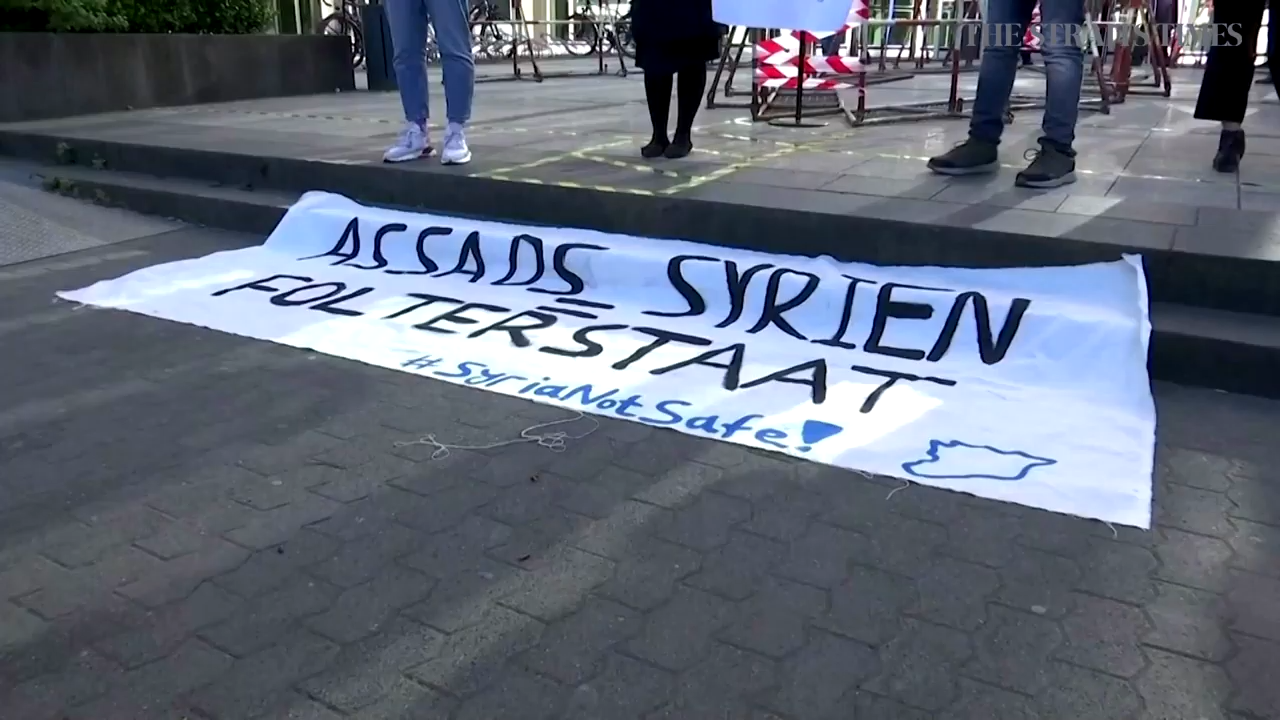 THE STRAITS TIMES
ASSADS SYRIEN
=
FOLTERSTAAT
#SyriaNotSafe!